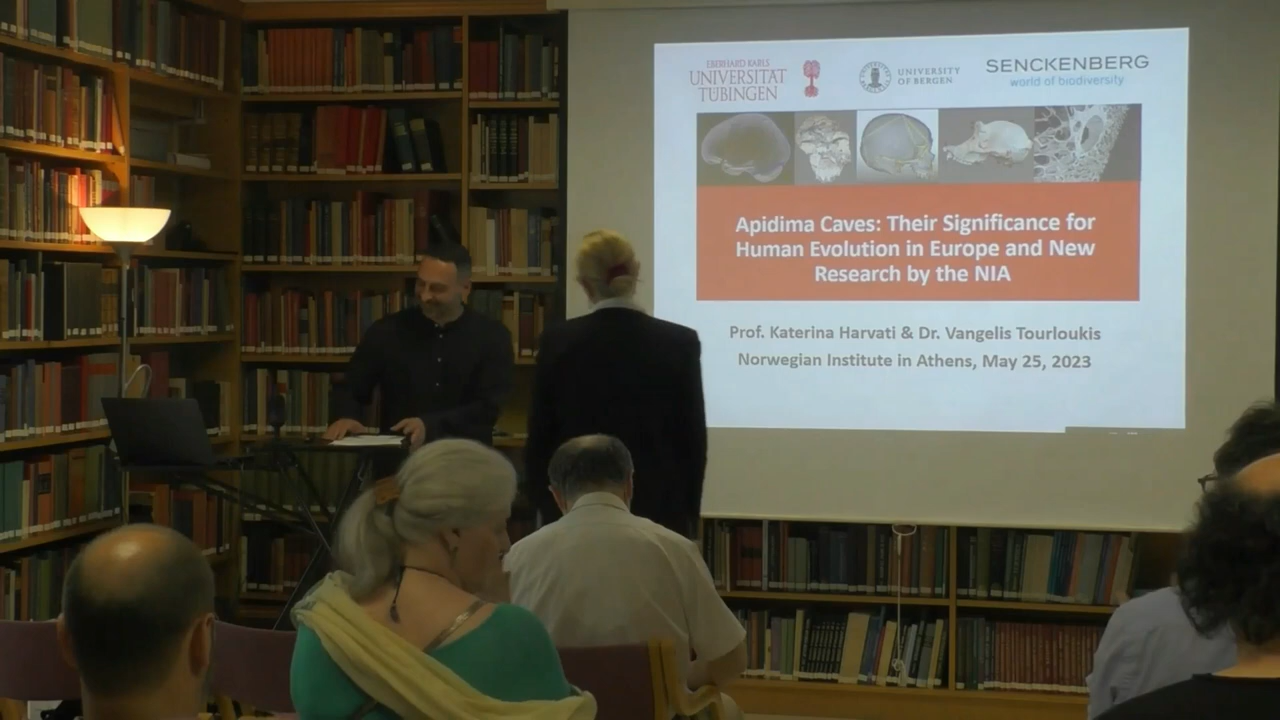 EBERHARD KARLS
UNIVERSITAT
TÜBINGEN
UNIVERSITY
OF BERGEN
SENCKENBERG
world of biodiversity
Apidima Caves: Their Significance for
Human Evolution in Europe and New
Research by the NIA
Prof. Katerina Harvati & Dr. Vangelis Tourloukis
Norwegian Institute in Athens, May 25, 2023